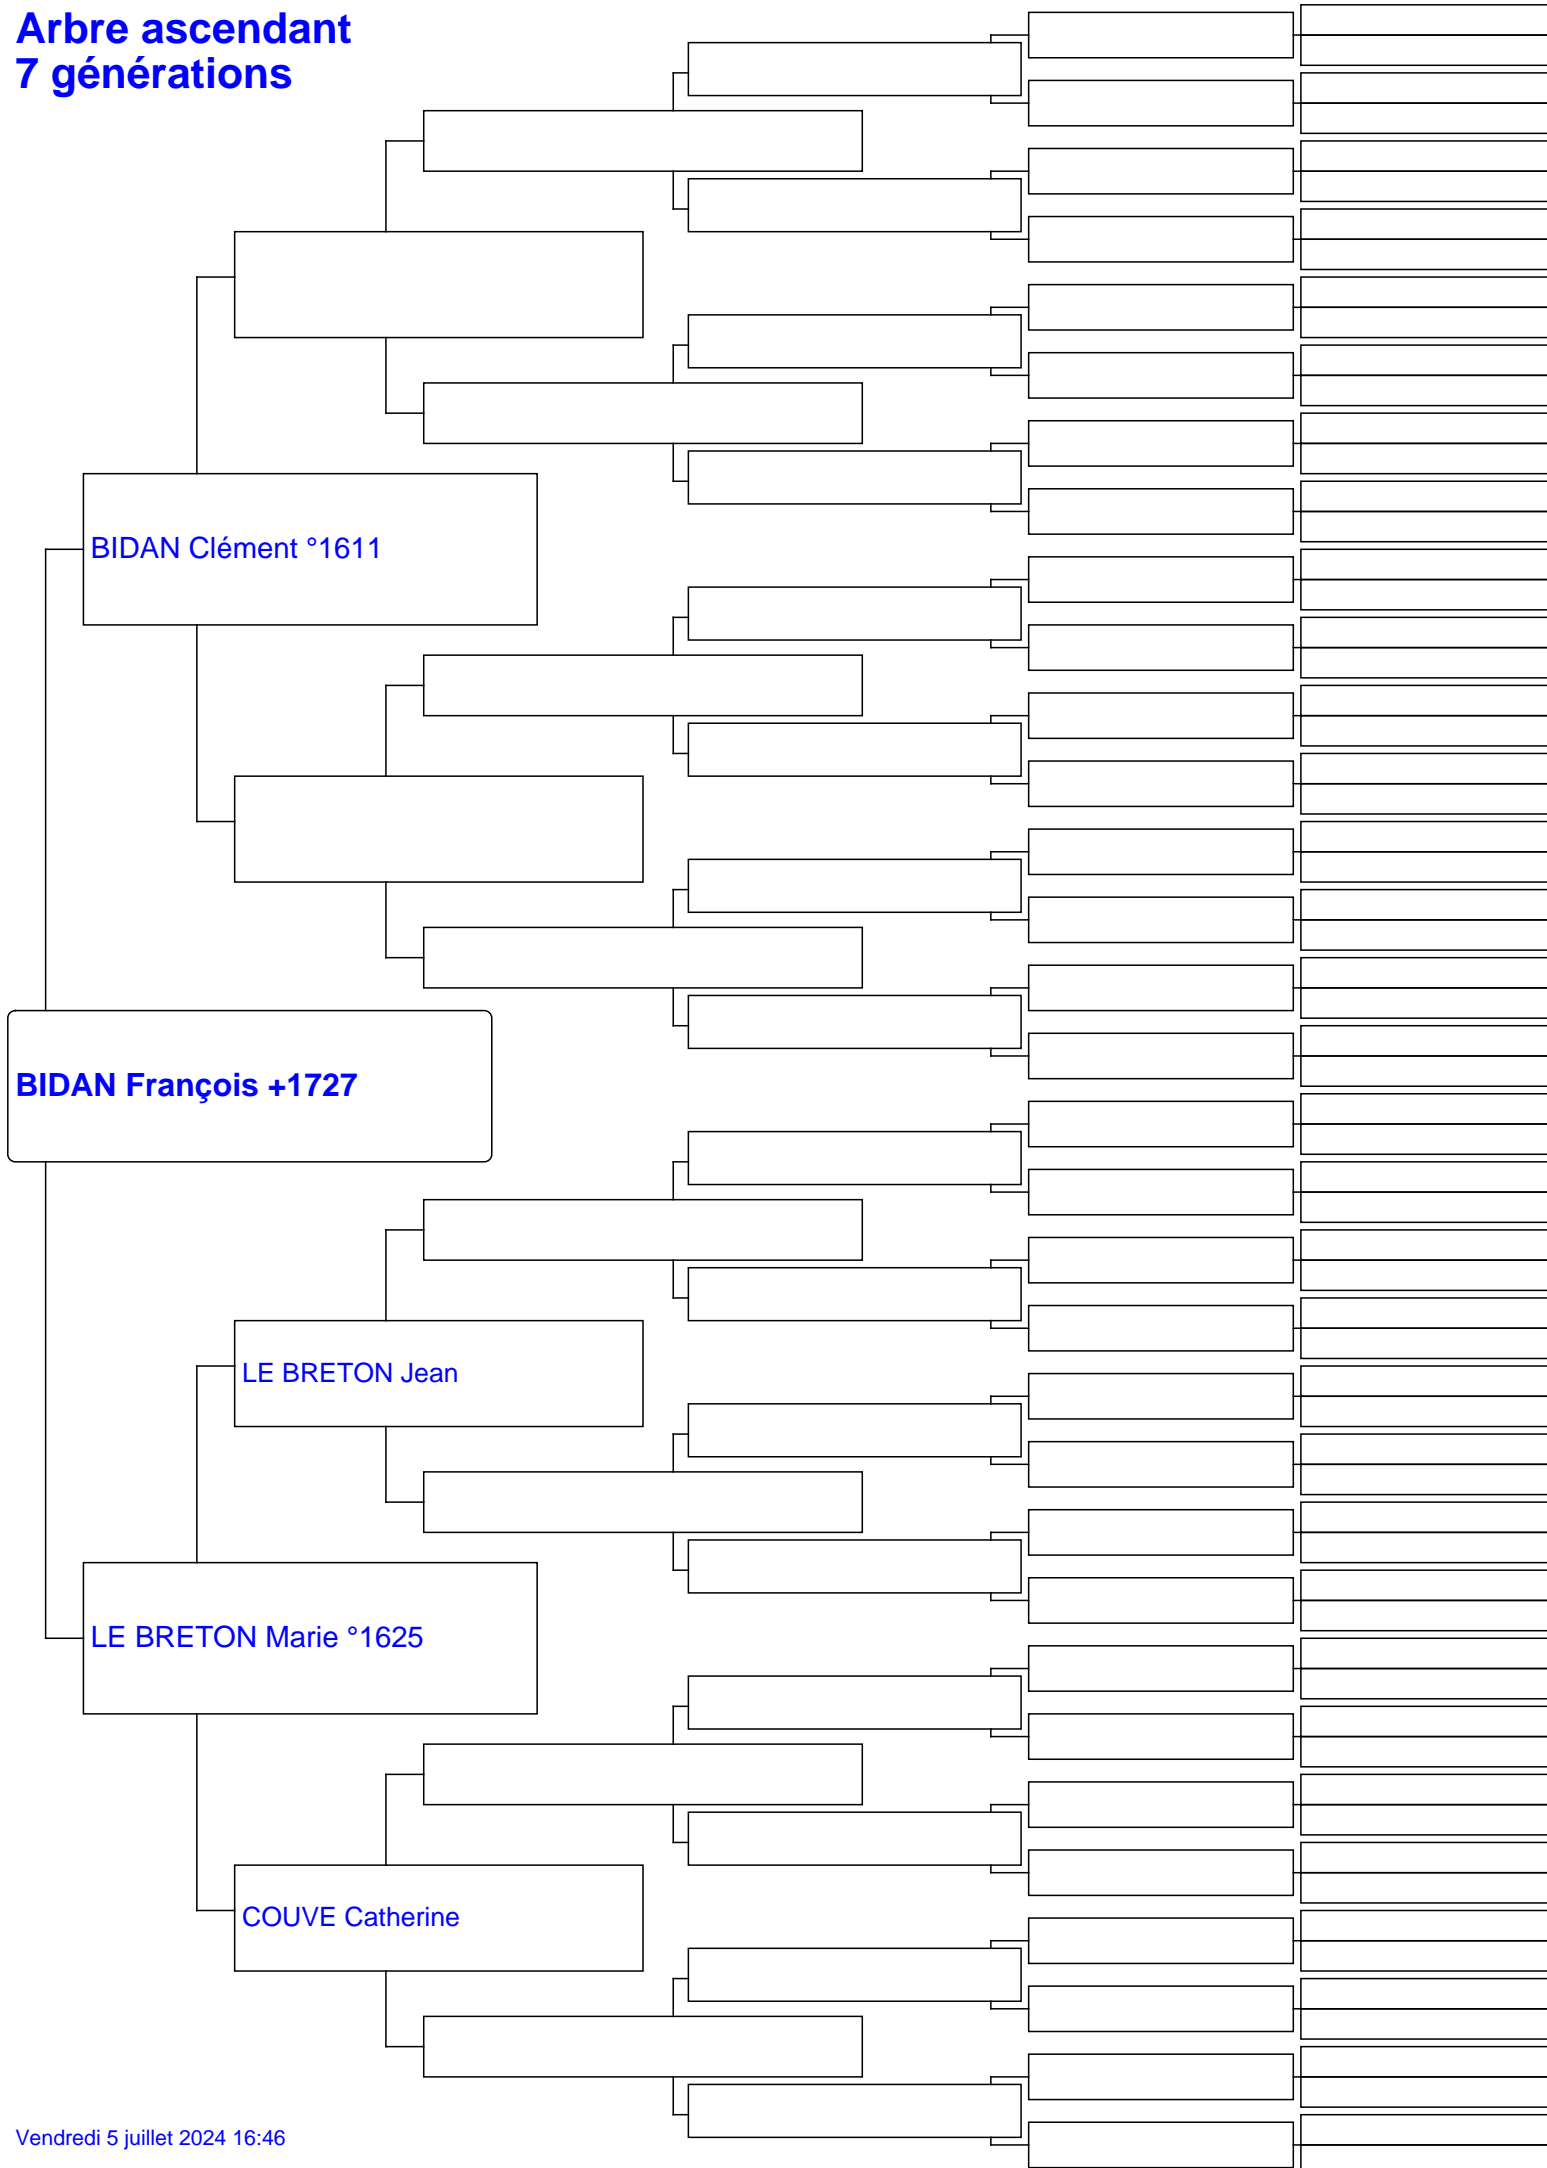 Arbre ascendant
7 générations
BIDAN Clément °1611
BIDAN François +1727
LE BRETON Jean
LE BRETON Marie °1625
COUVE Catherine
Vendredi 5 juillet 2024 16:46